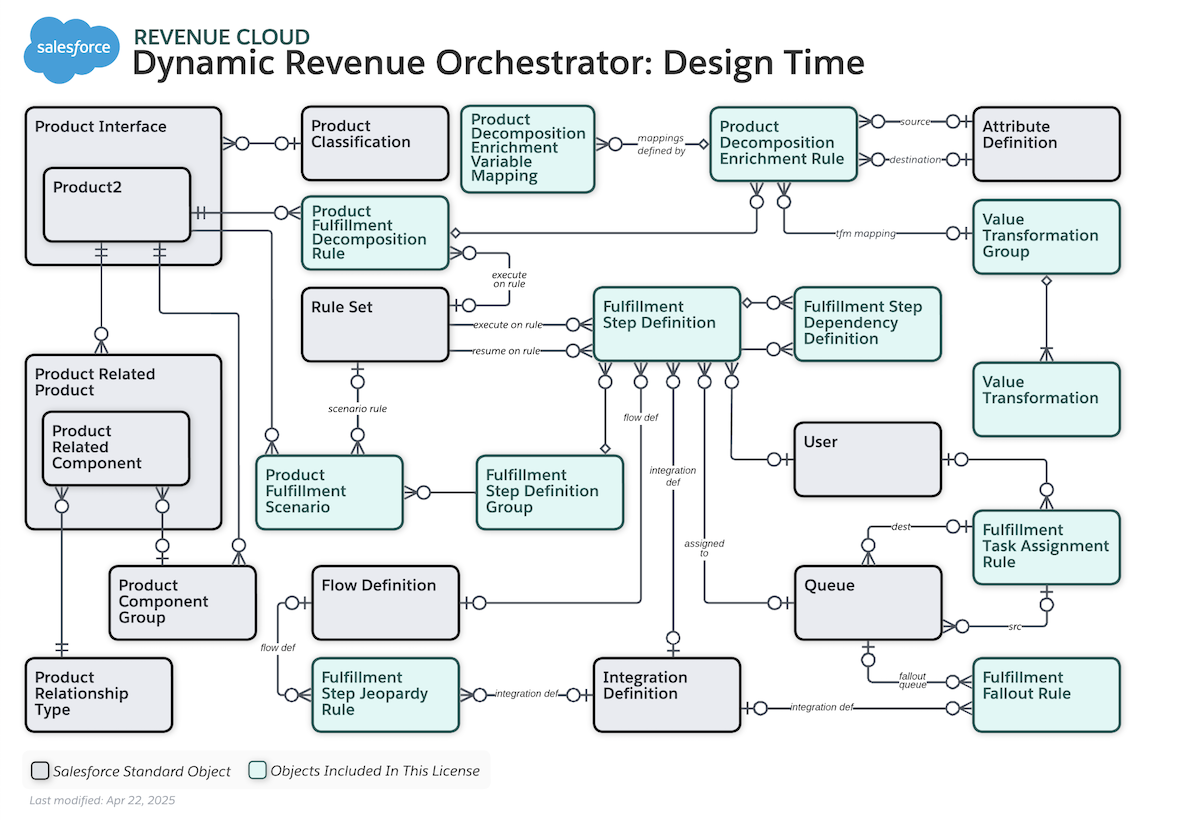 salesforce
REVENUE CLOUD
Dynamic Revenue Orchestrator: Design Time
Product Interface
Product2
Product
Classification
Product
Decomposition
Enrichment
Variable
Mapping
mappings
defined by
Product
Decomposition
Enrichment Rule
source
destination
Attribute
Definition
Product
Fulfillment
Decomposition
Rule
tfm mapping
Value
Transformation
Group
execute
on rule
Rule Set
execute on rule
resume on rule
Fulfillment
Step Definition
Fulfillment Step
Dependency
Definition
Product Related
Product
Product
Related
Component
scenario rule
flow def
Value
Transformation
User
integration
def
Product
Fulfillment
Scenario
Fulfillment
Step Definition
Group
assigned
to
dest
Fulfillment
Task Assignment
Rule
Product
Component
Group
Flow Definition
Queue
src
flow def
Product
Relationship
Type
Fulfillment
Step Jeopardy
Rule
integration def
Integration
Definition
fallout
queue
integration def
Fulfillment
Fallout Rule
Salesforce Standard Object
Objects Included In This License
Last modified: Apr 22, 2025